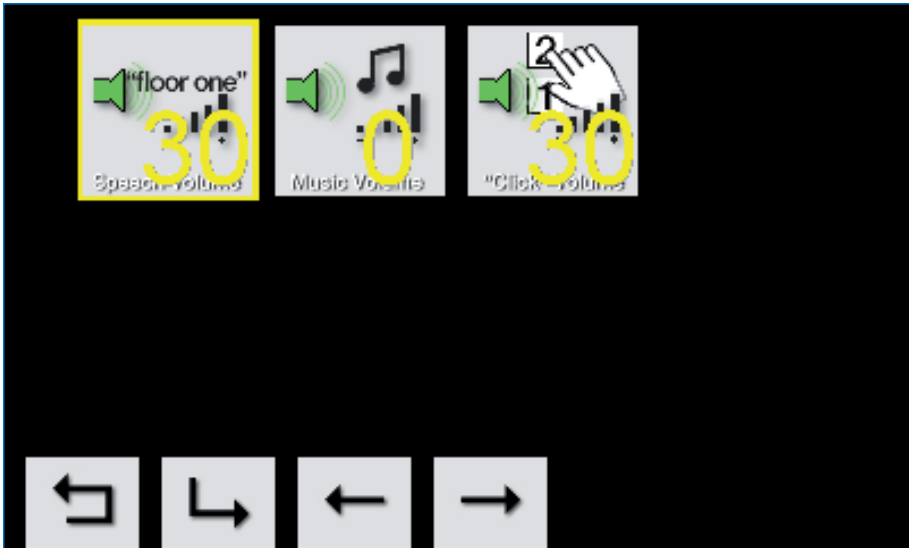 "floor one"
30
Speech Volume
0
Music Volume
2
1
30
"Click" Volume